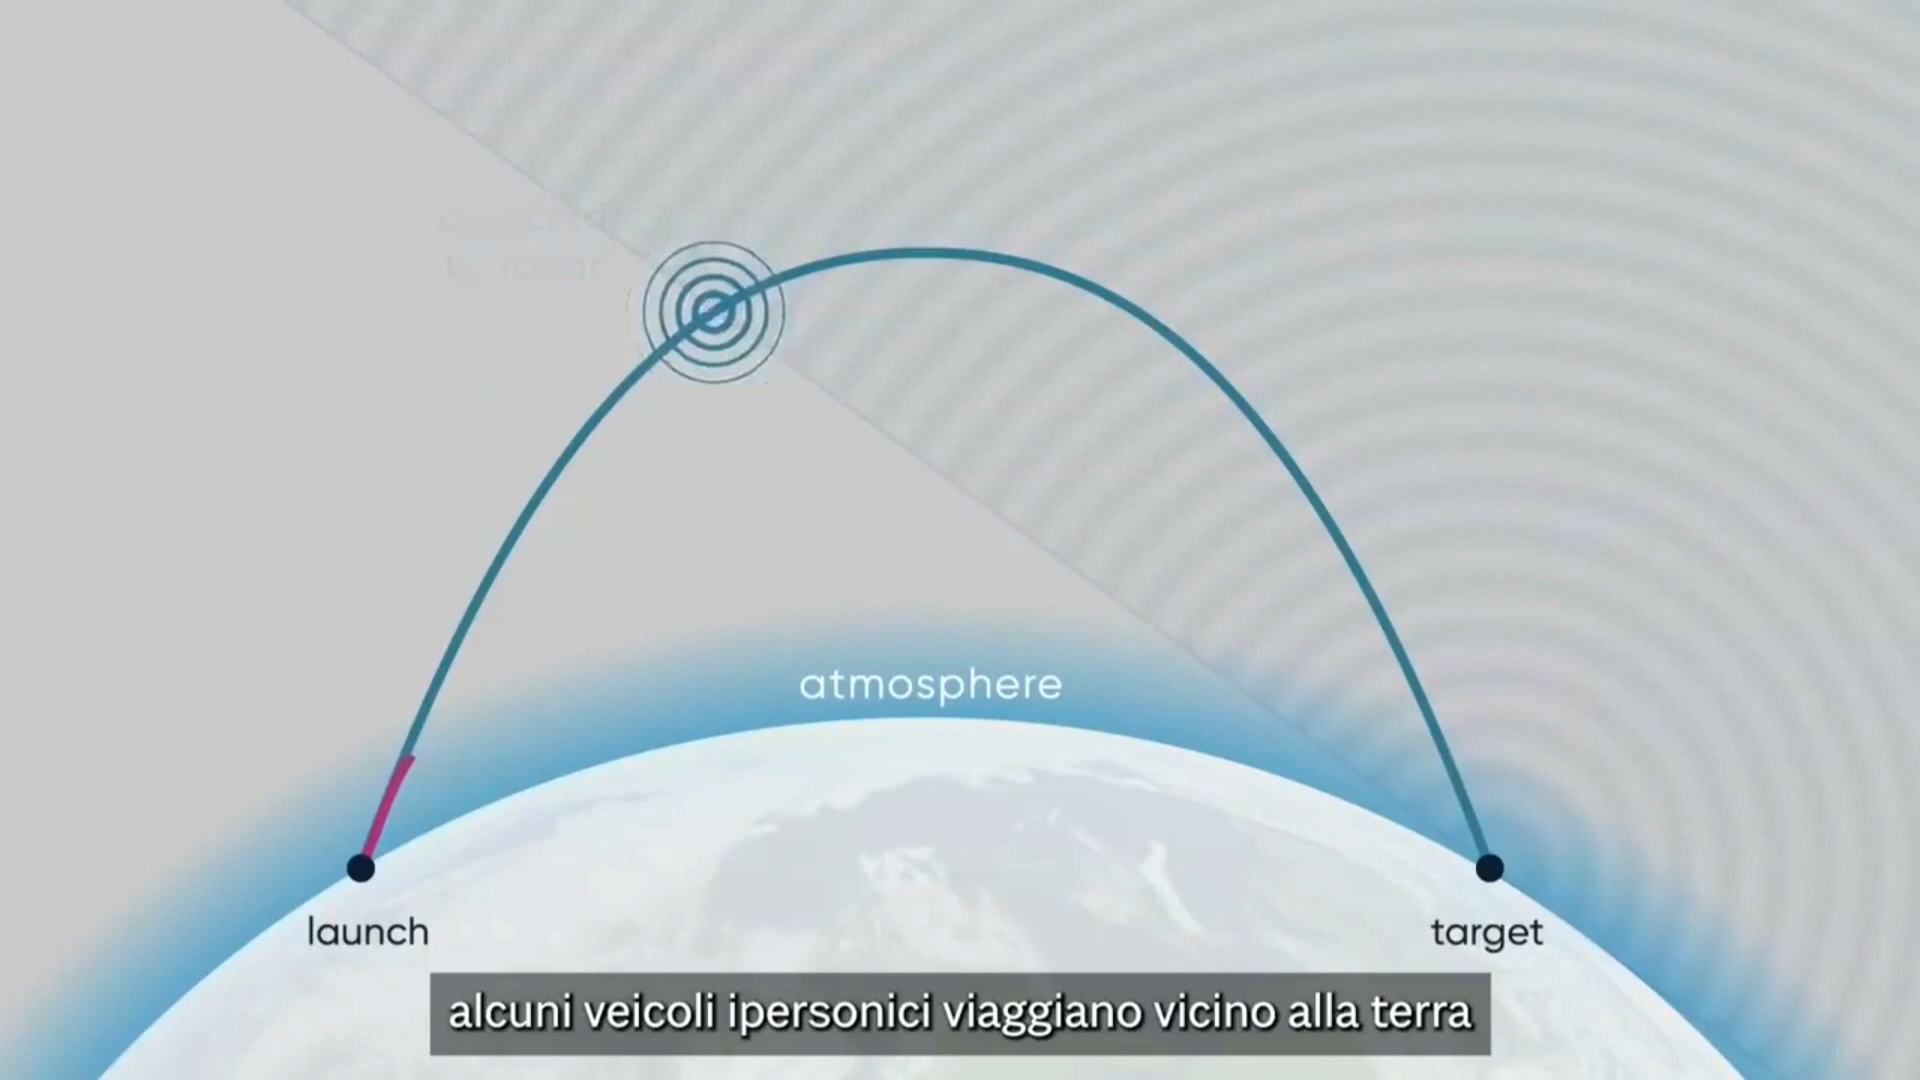 atmosphere
launch
target
alcuni veicoli ipersonici viaggiano vicino alla terra